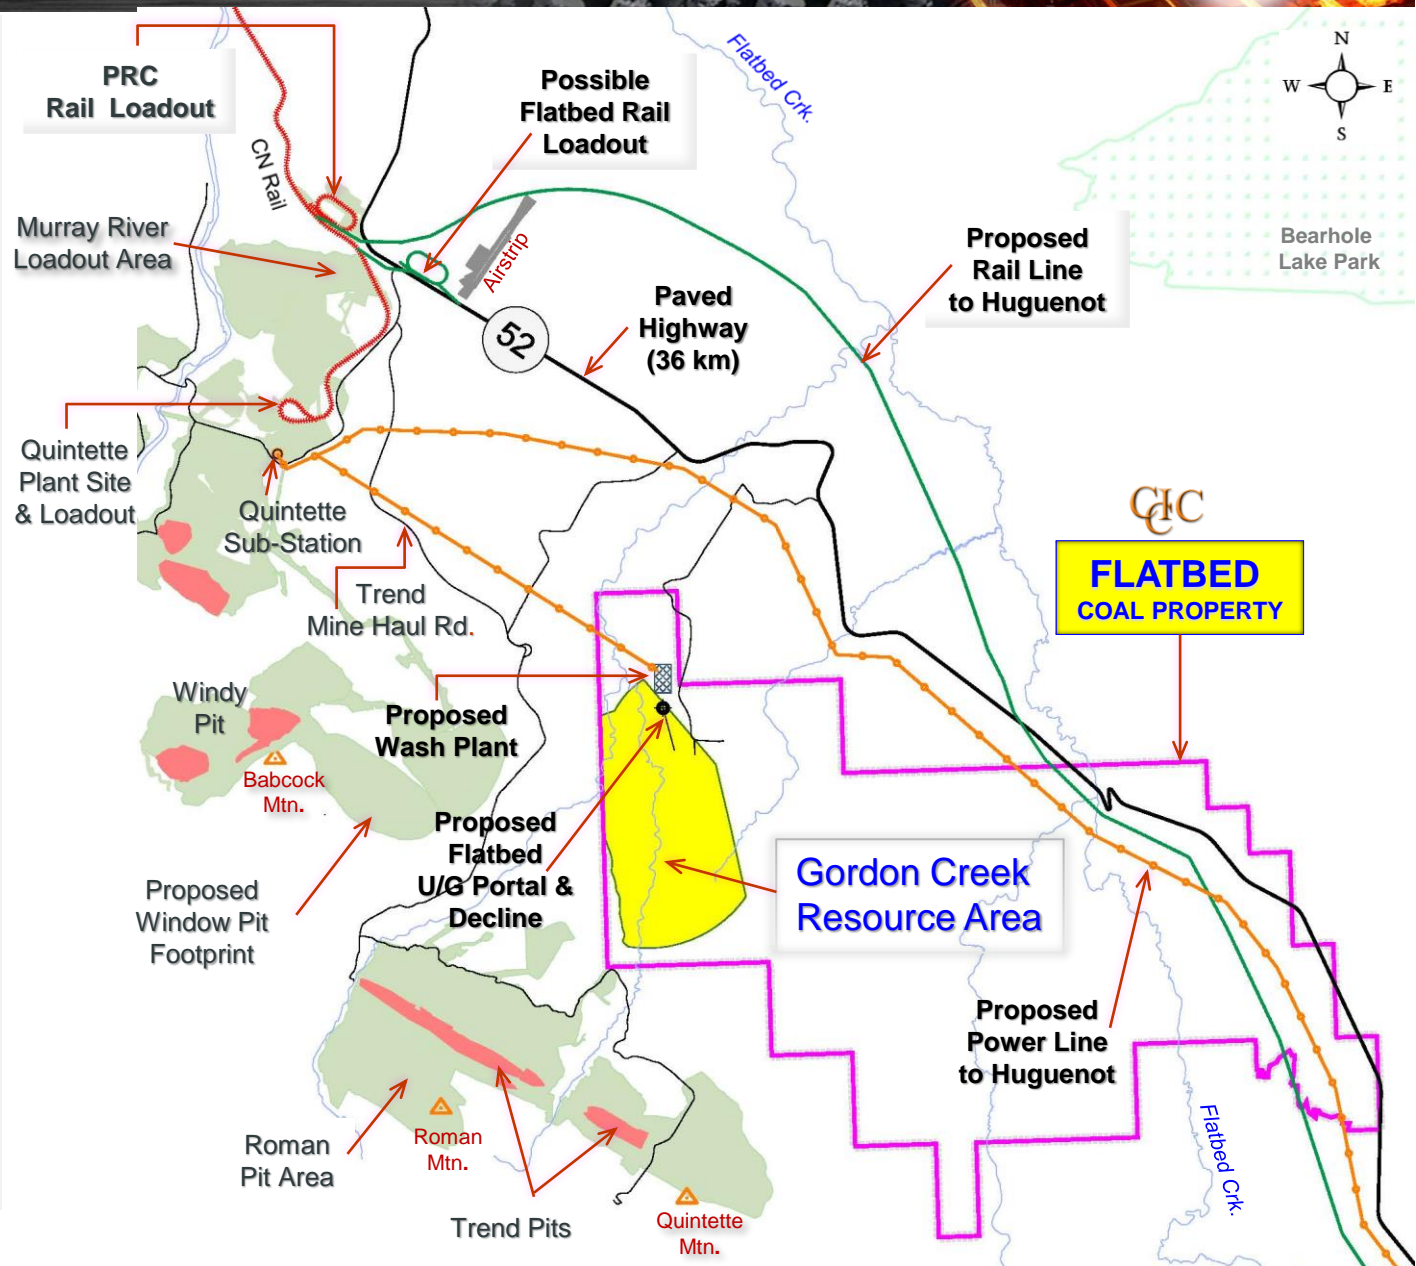 PRC
Rail Loadout
Possible
Flatbed Rail
Loadout
Flatbed Crk.
N
W
E
S
CN Rail
Murray River
Loadout Area
Airstrip
Proposed
Rail Line
to Huguenot
Bearhole
Lake Park
Paved
Highway
(36 km)
52
Quintette
Plant Site
& Loadout
Quintette
Sub-Station
Trend
Mine Haul Rd.
CCIC
FLATBED
COAL PROPERTY
Windy
Pit
Babcock
Mtn.
Proposed
Wash Plant
Proposed
Flatbed
U/G Portal &
Decline
Gordon Creek
Resource Area
Proposed
Window Pit
Footprint
Proposed
Power Line
to Huguenot
Roman
Pit Area
Roman
Mtn.
Trend Pits
Quintette
Mtn.
Flatbed Crk.